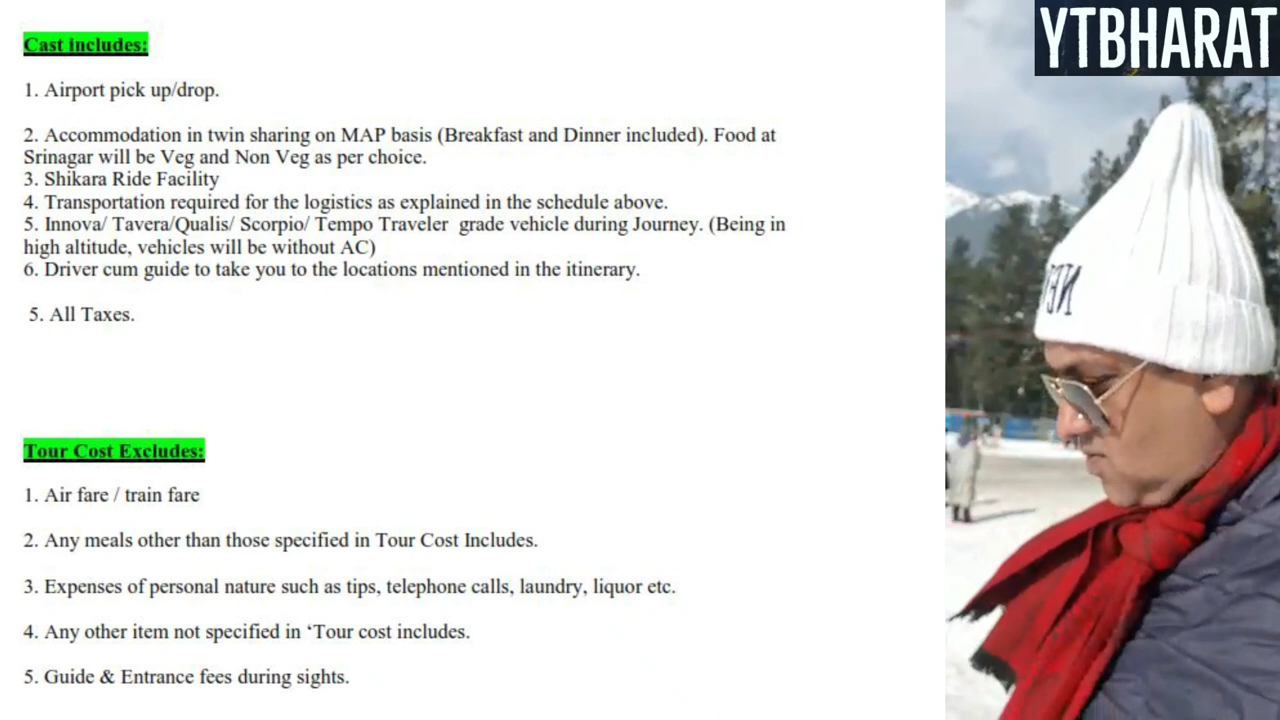 Cast includes:
1. Airport pick up/drop.
2. Accommodation in twin sharing on MAP basis (Breakfast and Dinner included). Food at
Srinagar will be Veg and Non Veg as per choice.
3. Shikara Ride Facility
4. Transportation required for the logistics as explained in the schedule above.
5. Innova/ Tavera/Qualis/ Scorpio/ Tempo Traveler grade vehicle during Journey. (Being in
high altitude, vehicles will be without AC)
6. Driver cum guide to take you to the locations mentioned in the itinerary.
5. All Taxes.
Tour Cost Excludes:
1. Air fare / train fare
2. Any meals other than those specified in Tour Cost Includes.
3. Expenses of personal nature such as tips, telephone calls, laundry, liquor etc.
4. Any other item not specified in ‘Tour cost includes.
5. Guide & Entrance fees during sights.
YTBHARAT